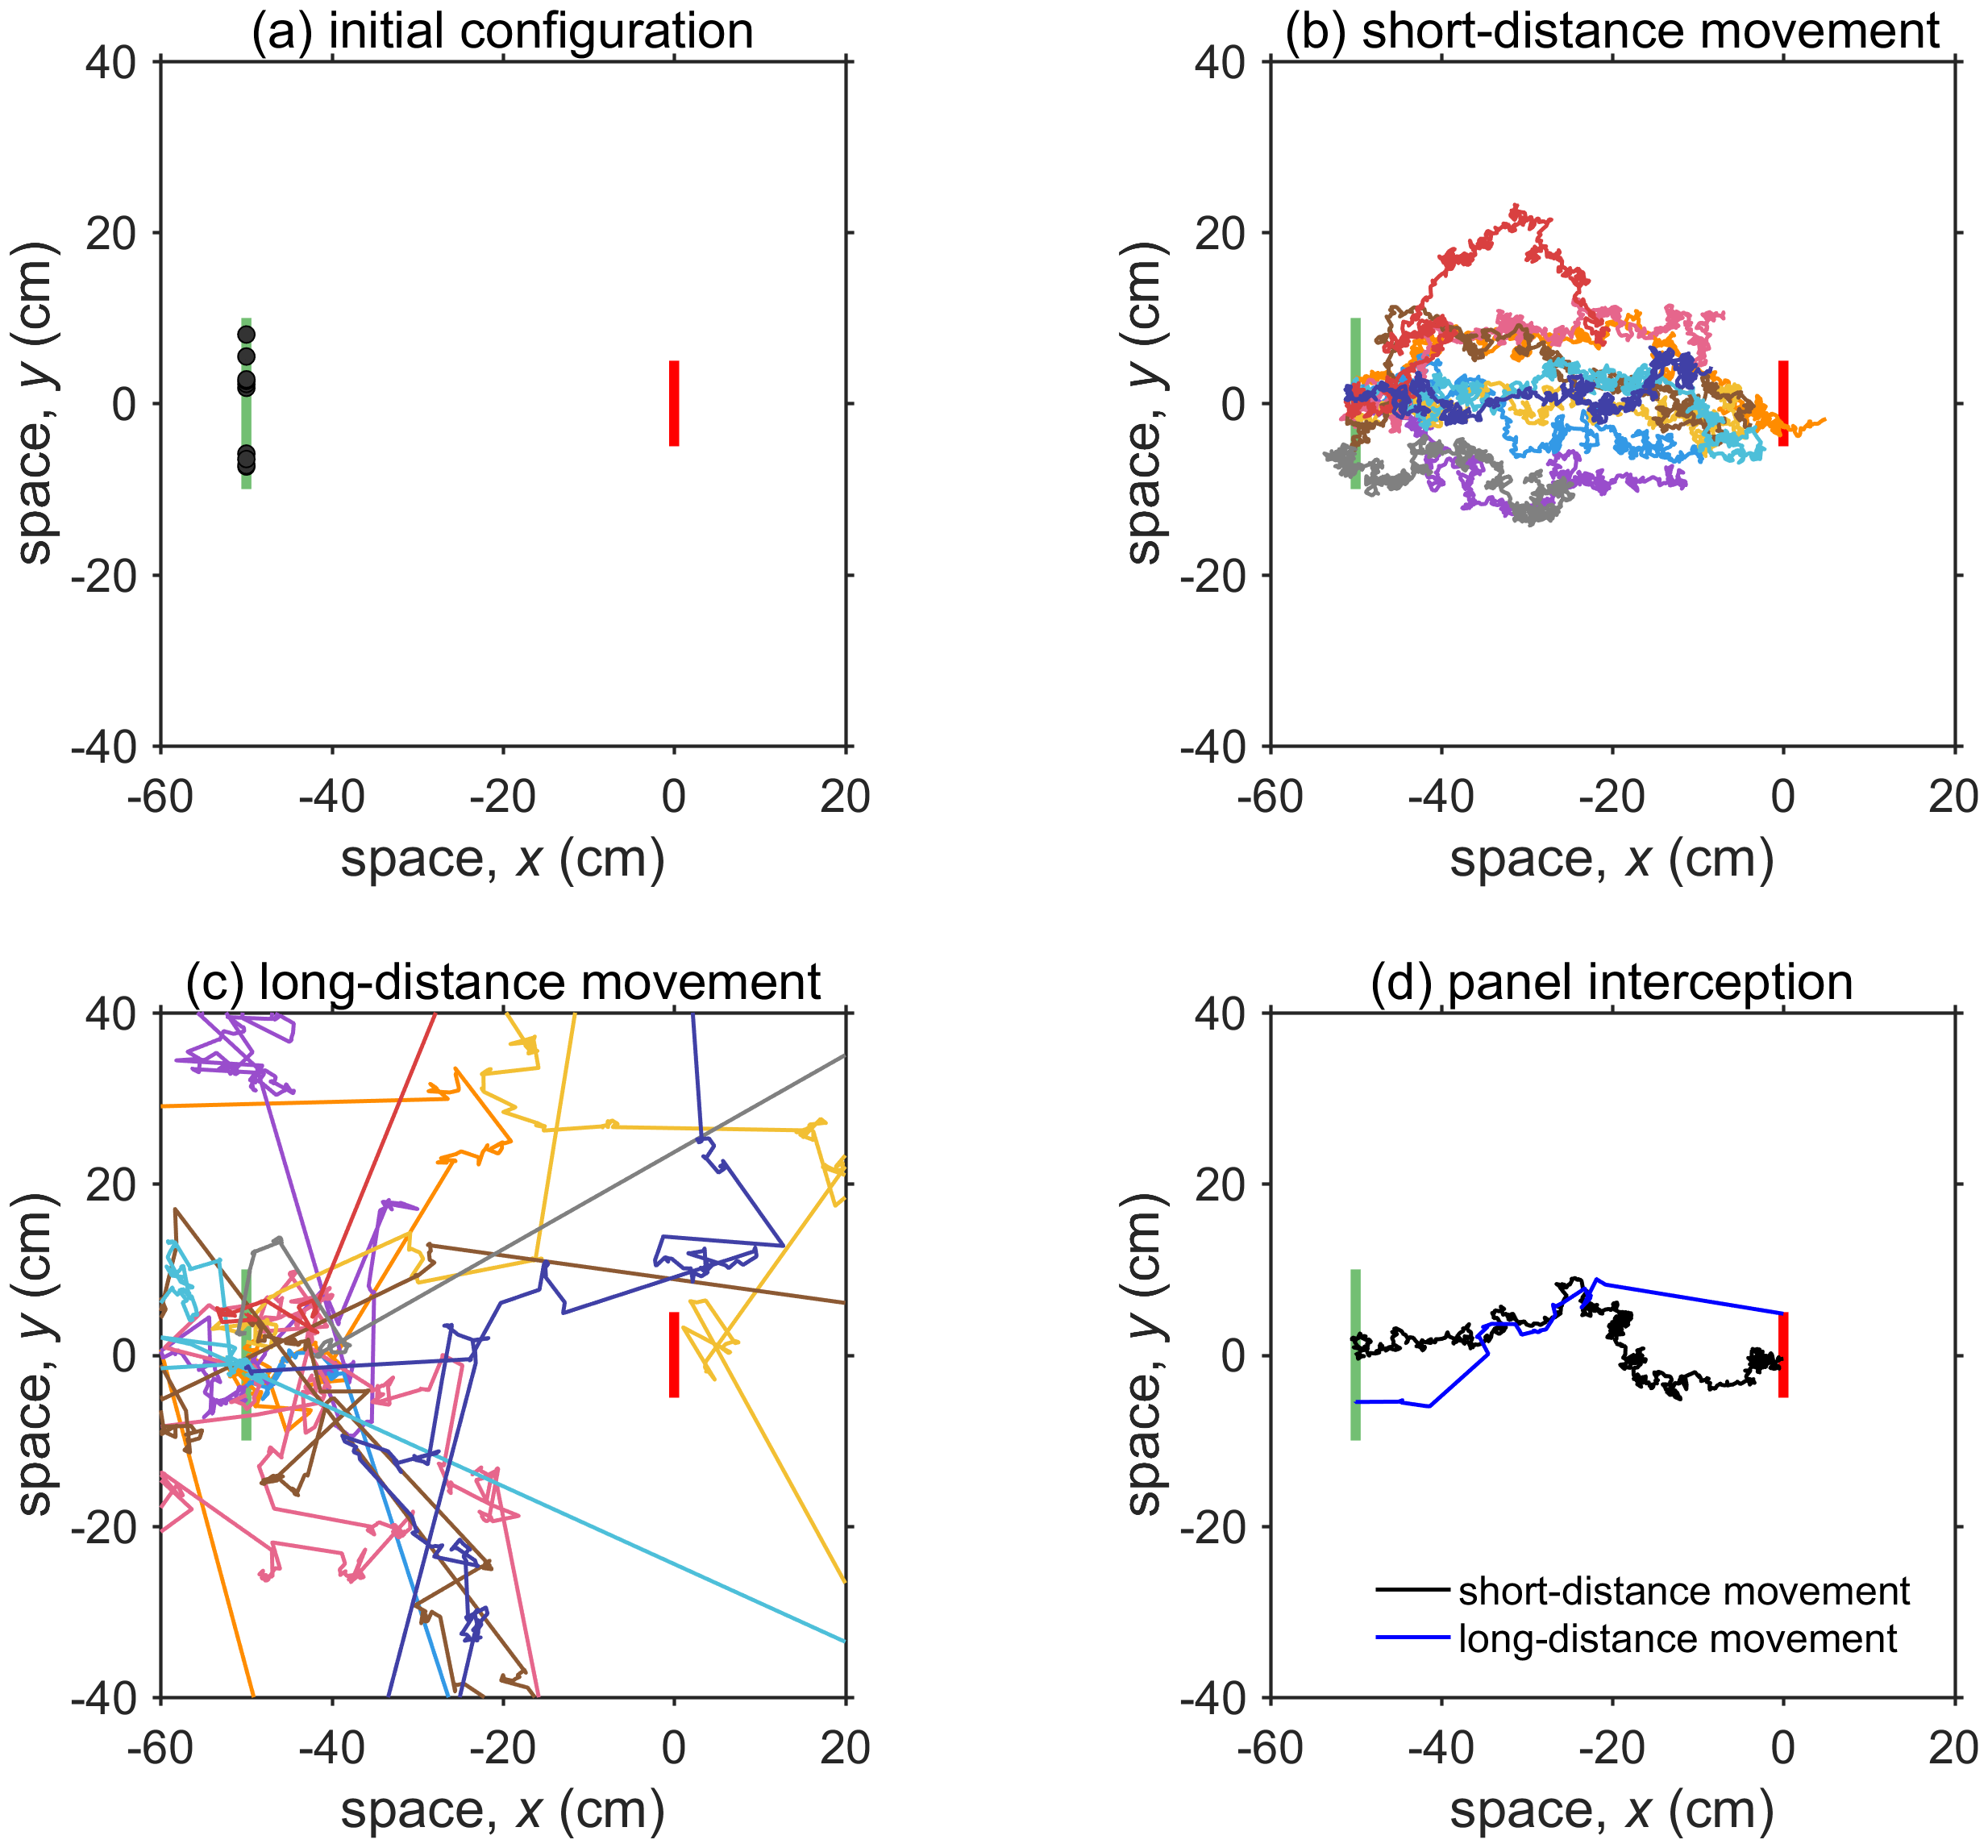 (a) initial configuration
40
20
0
-20
-40
space, y (cm)
-60 -40 -20 0 20
space, x (cm)
(b) short-distance movement
40
20
0
-20
-40
space, y (cm)
-60 -40 -20 0 20
space, x (cm)
(c) long-distance movement
40
20
0
-20
-40
space, y (cm)
-60 -40 -20 0 20
space, x (cm)
(d) panel interception
40
20
0
-20
-40
space, y (cm)
short-distance movement
long-distance movement
-60 -40 -20 0 20
space, x (cm)